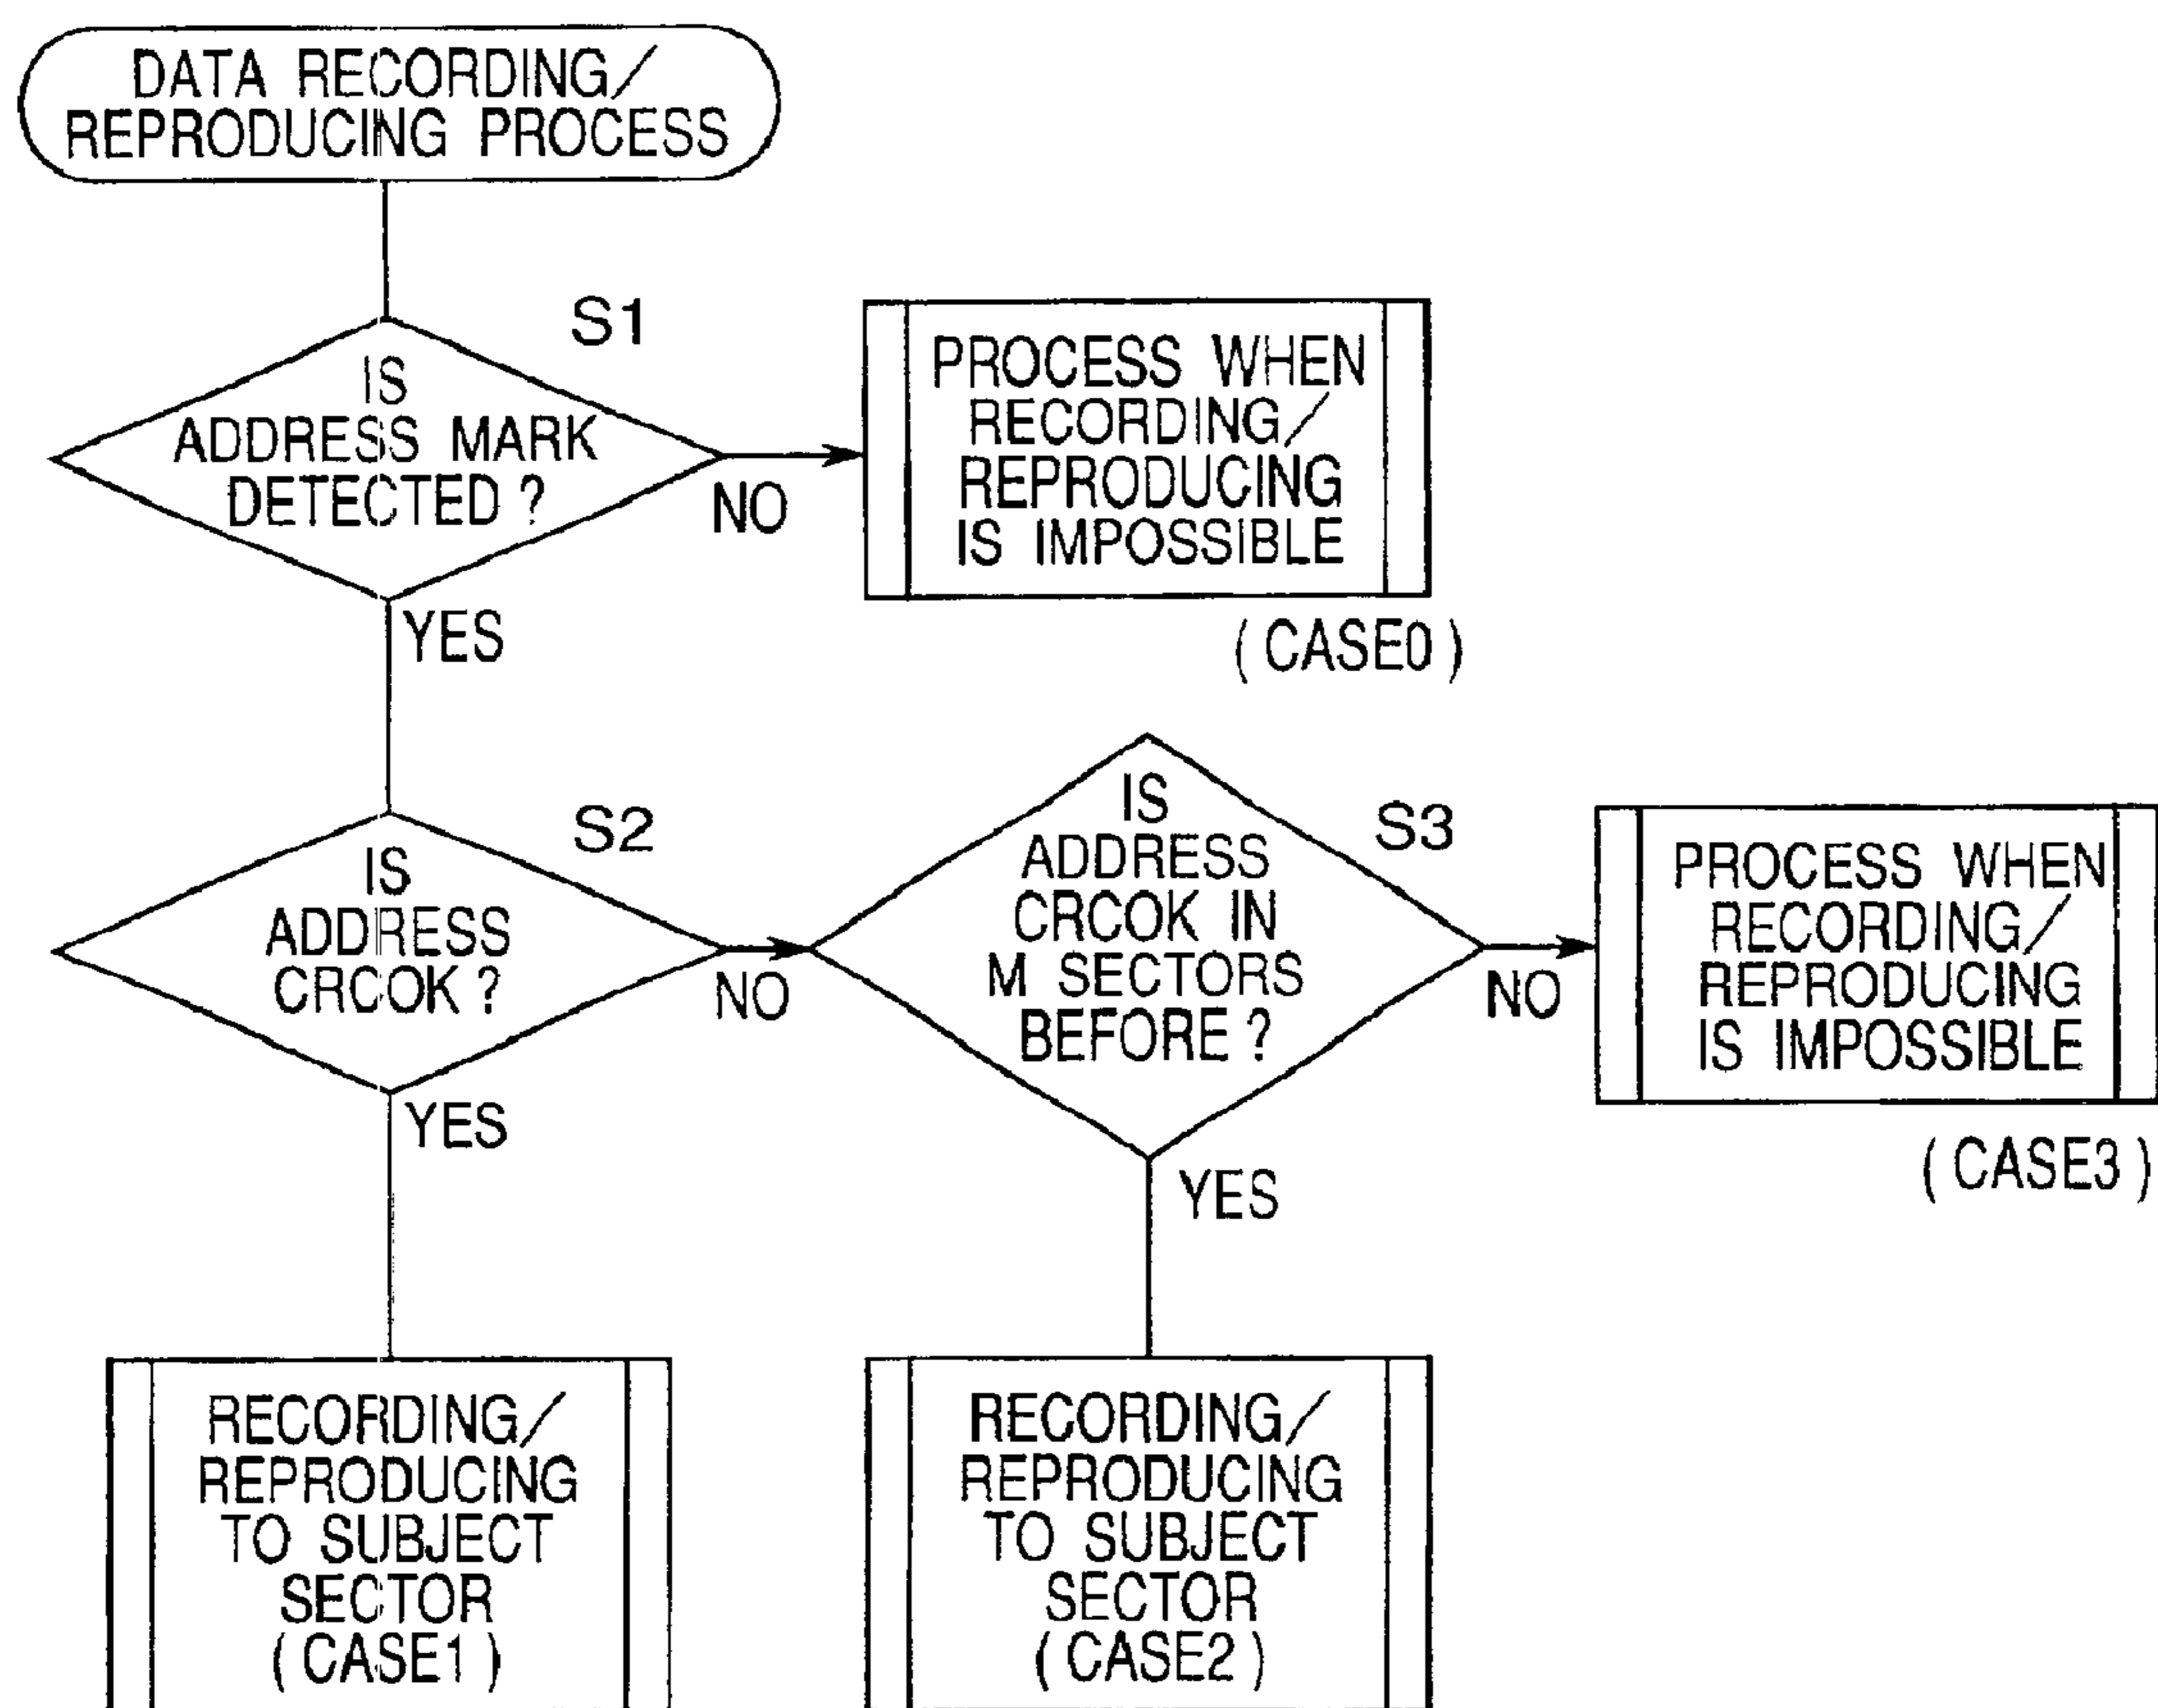 DATA RECORDING/
REPRODUCING PROCESS
S1
IS
ADDRESS MARK
DETECTED ?
NO
YES
PROCESS WHEN
RECORDING/
REPRODUCING
IS IMPOSSIBLE
( CASE0 )
S2
IS
ADDRESS
CRCOK ?
NO
YES
S3
IS
ADDRESS
CRCOK IN
M SECTORS
BEFORE ?
NO
YES
PROCESS WHEN
RECORDING/
REPRODUCING
IS IMPOSSIBLE
( CASE3 )
RECORDING/
REPRODUCING
TO SUBJECT
SECTOR
( CASE1 )
RECORDING/
REPRODUCING
TO SUBJECT
SECTOR
( CASE2 )